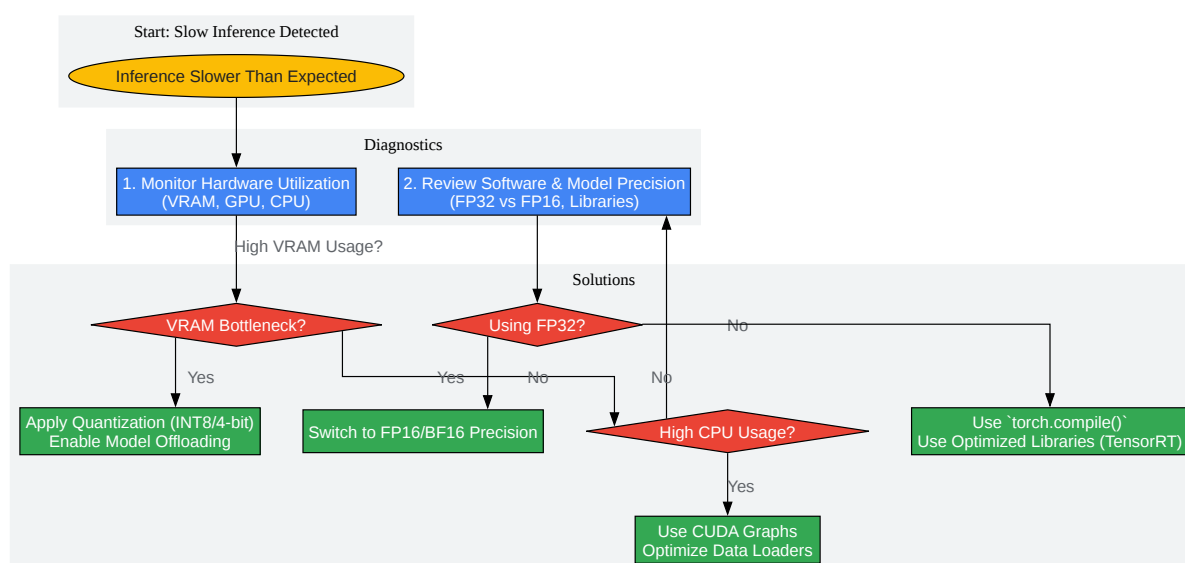 Start: Slow Inference Detected
Inference Slower Than Expected
Diagnostics
1. Monitor Hardware Utilization
(VRAM, GPU, CPU)
2. Review Software & Model Precision
(FP32 vs FP16, Libraries)
High VRAM Usage?
Solutions
VRAM Bottleneck?
Using FP32?
No
Yes
Yes
No
No
Apply Quantization (INT8/4-bit)
Enable Model Offloading
Switch to FP16/BF16 Precision
High CPU Usage?
Use `torch.compile()`
Use Optimized Libraries (TensorRT)
Yes
Use CUDA Graphs
Optimize Data Loaders